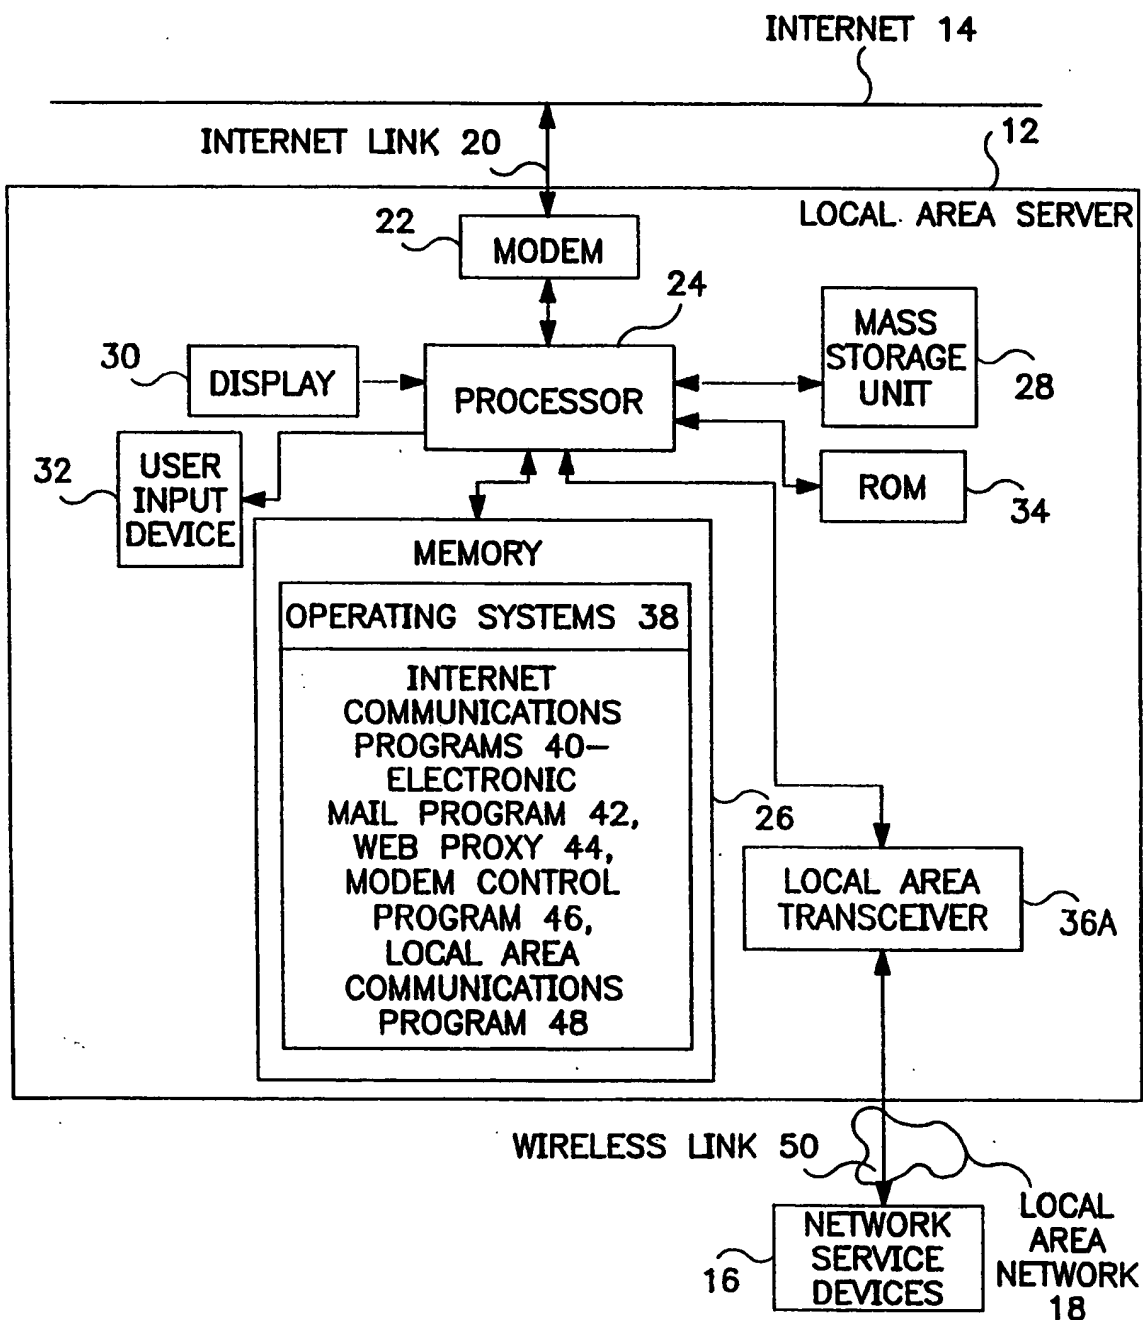 INTERNET 14
INTERNET LINK 20
12
LOCAL AREA SERVER
22
MODEM
24
MASS
STORAGE
UNIT
28
30
DISPLAY
PROCESSOR
32
USER
INPUT
DEVICE
ROM
34
MEMORY
OPERATING SYSTEMS 38
INTERNET
COMMUNICATIONS
PROGRAMS 40–
ELECTRONIC
MAIL PROGRAM 42,
WEB PROXY 44,
MODEM CONTROL
PROGRAM 46,
LOCAL AREA
COMMUNICATIONS
PROGRAM 48
26
LOCAL AREA
TRANSCEIVER
36A
WIRELESS LINK 50
NETWORK
SERVICE
DEVICES
16
LOCAL
AREA
NETWORK
18